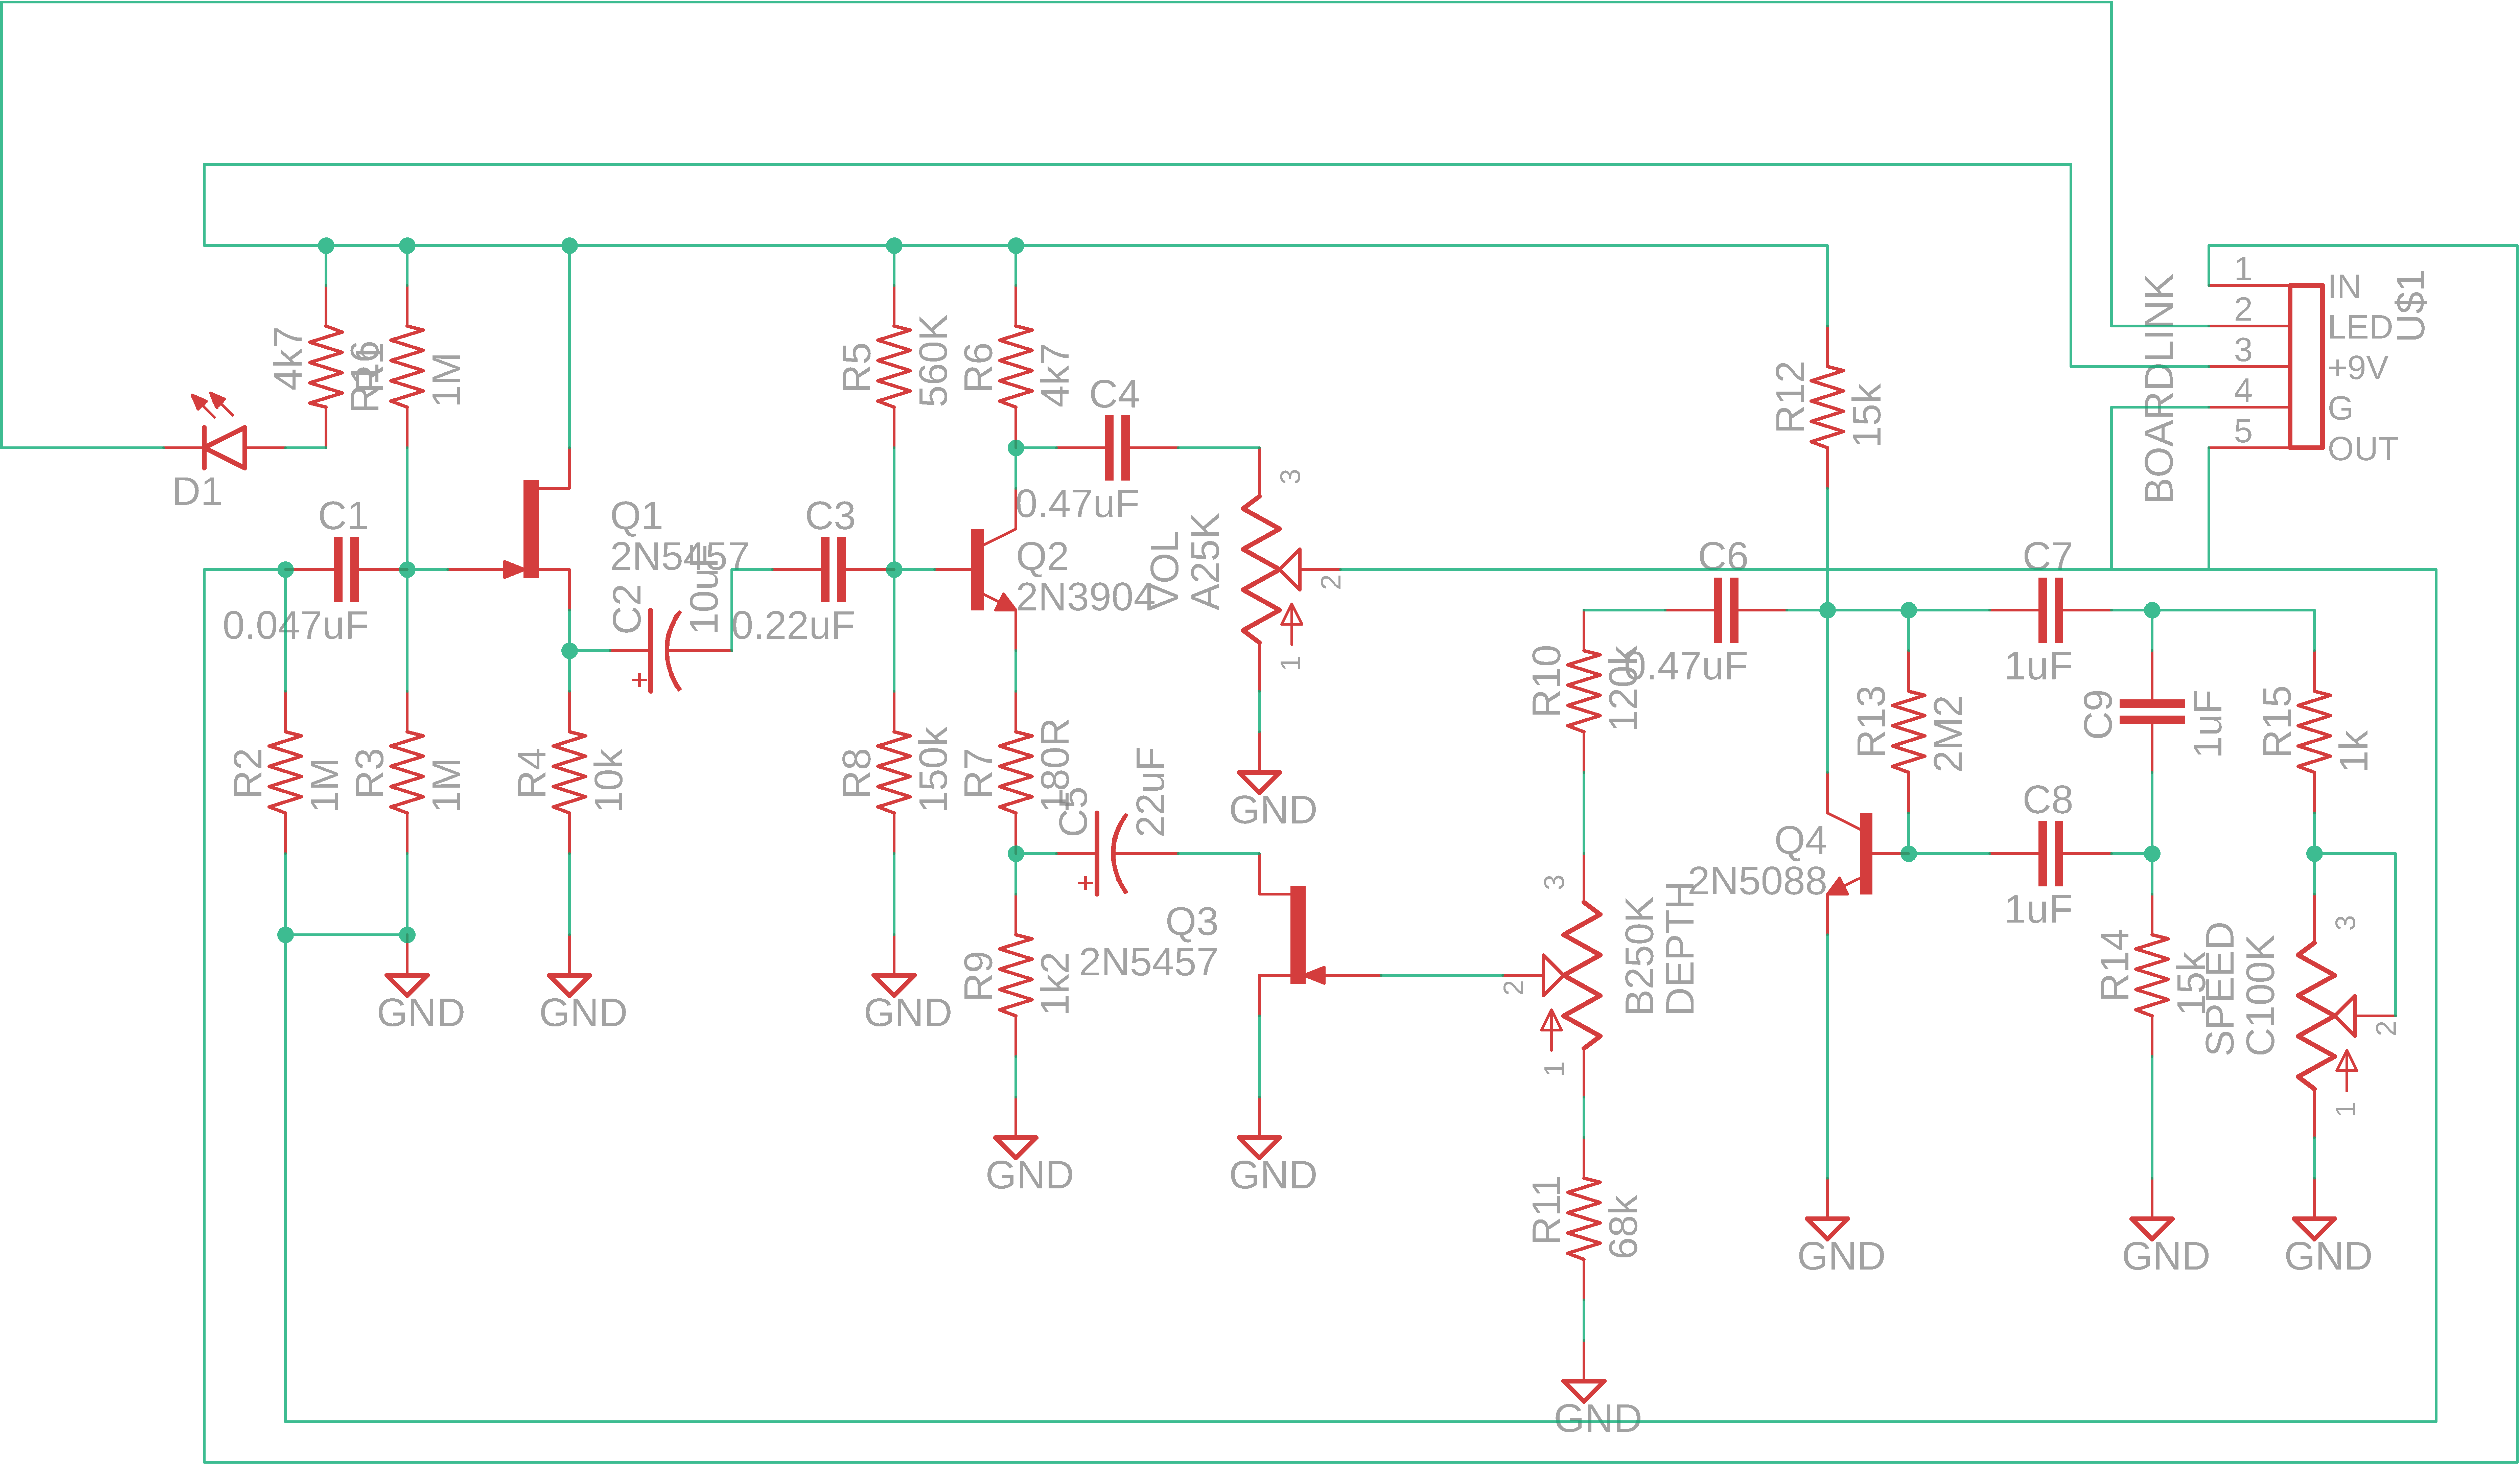 1
IN
U$1
2
LED
BOARDLINK
3
+9V
4
G
5
OUT
4k7
R16
R1
1M
D1
R5
560K
R6
4k7
C4
0.47uF
R12
15k
C1
0.047uF
Q1
2N5457
C2
10uF
C3
0.22uF
Q2
2N3904
VOL
A25K
3
2
1
GND
C6
0.47uF
C7
1uF
R10
120k
R13
2M2
C9
1uF
R15
1k
R2
1M
R3
1M
R4
10k
R8
150k
R7
180R
C5
22uF
Q4
2N5088
C8
1uF
Q3
2N5457
3
2
1
B250K
DEPTH
R9
1k2
R14
15k
SPEED
C100K
3
2
1
GND
GND
GND
GND
GND
R11
68k
GND
GND
GND
GND